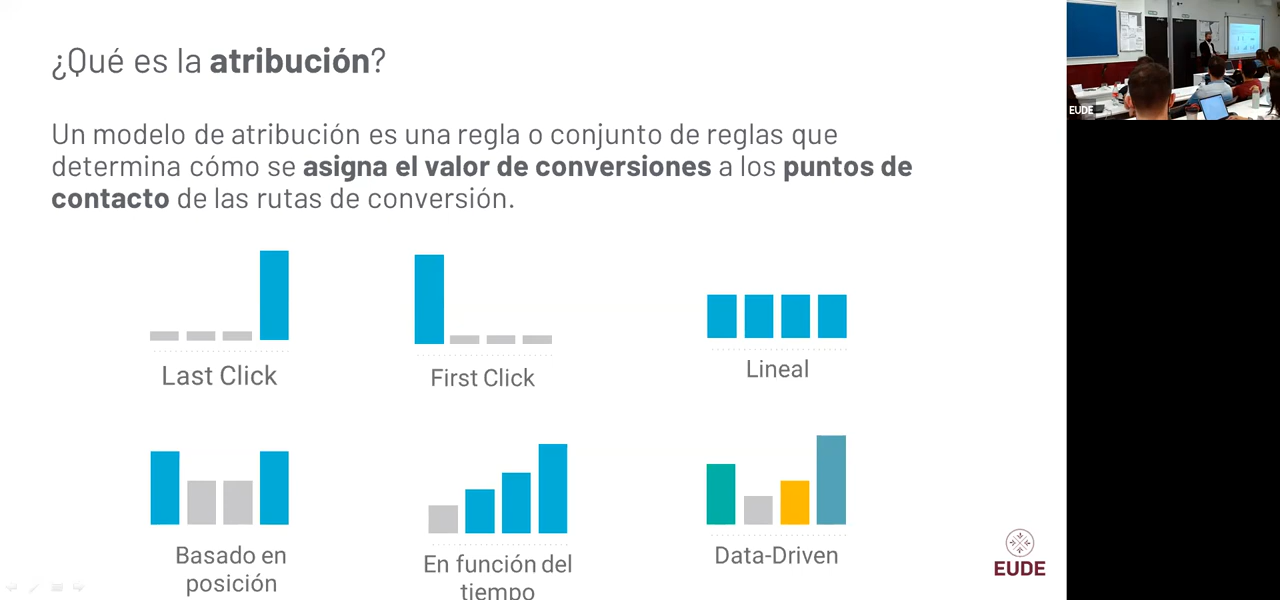 ¿Qué es la atribución?
Un modelo de atribución es una regla o conjunto de reglas que
determina cómo se asigna el valor de conversiones a los puntos de
contacto de las rutas de conversión.
Last Click
First Click
Lineal
Basado en
posición
En función del
tiempo
Data-Driven
EUDE
EUDE